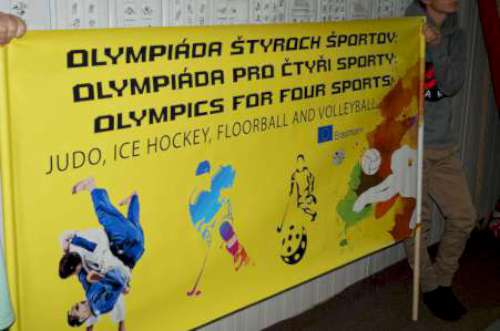 OLYMPIÁDA ŠTYROCH ŠPORTOV:
OLYMPIÁDA PRO ČTYŘI SPORTY:
OLYMPICS FOR FOUR SPORTS:
JUDO, ICE HOCKEY, FLOORBALL AND VOLLEYBALL
Erasmus+